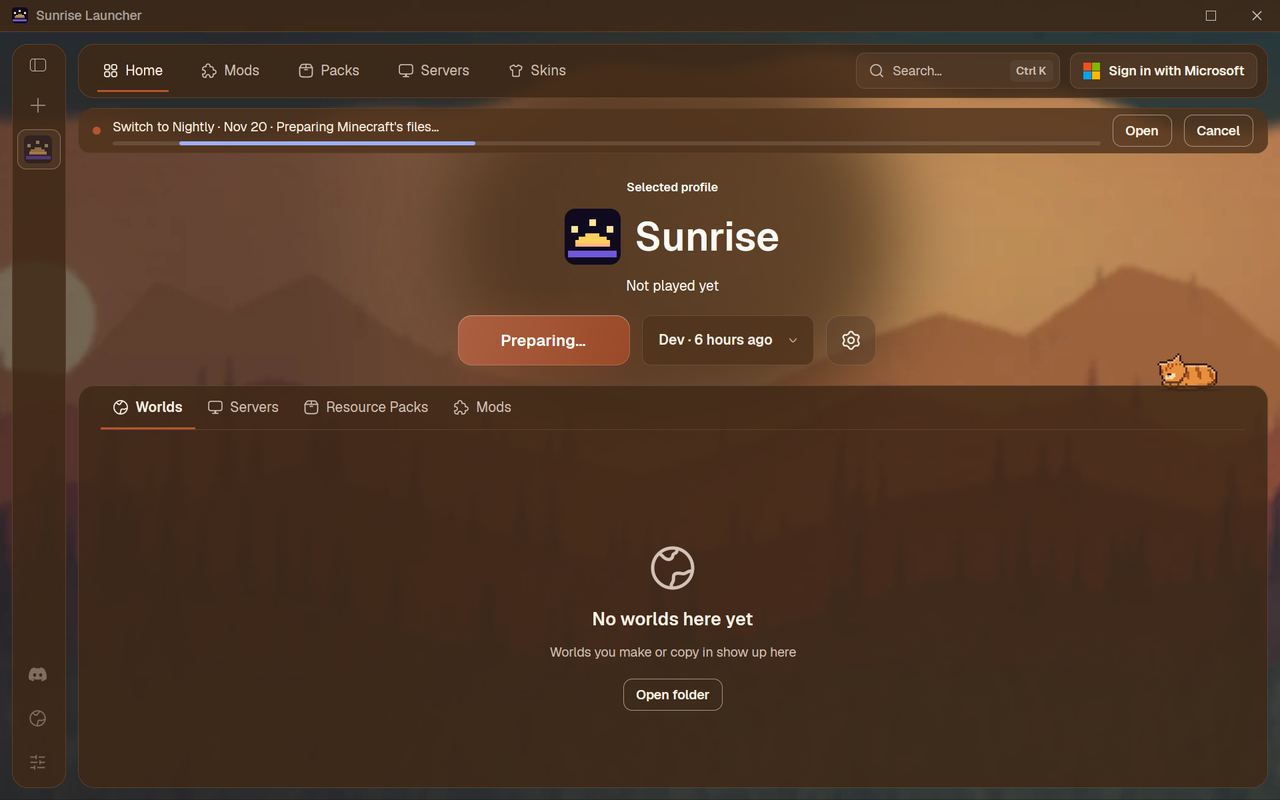 Sunrise Launcher
Home
Mods
Packs
Servers
Skins
Search...
Ctrl K
Sign in with Microsoft
Switch to Nightly · Nov 20 · Preparing Minecraft's files...
Open
Cancel
Selected profile
Sunrise
Not played yet
Preparing...
Dev · 6 hours ago
Worlds
Servers
Resource Packs
Mods
No worlds here yet
Worlds you make or copy in show up here
Open folder